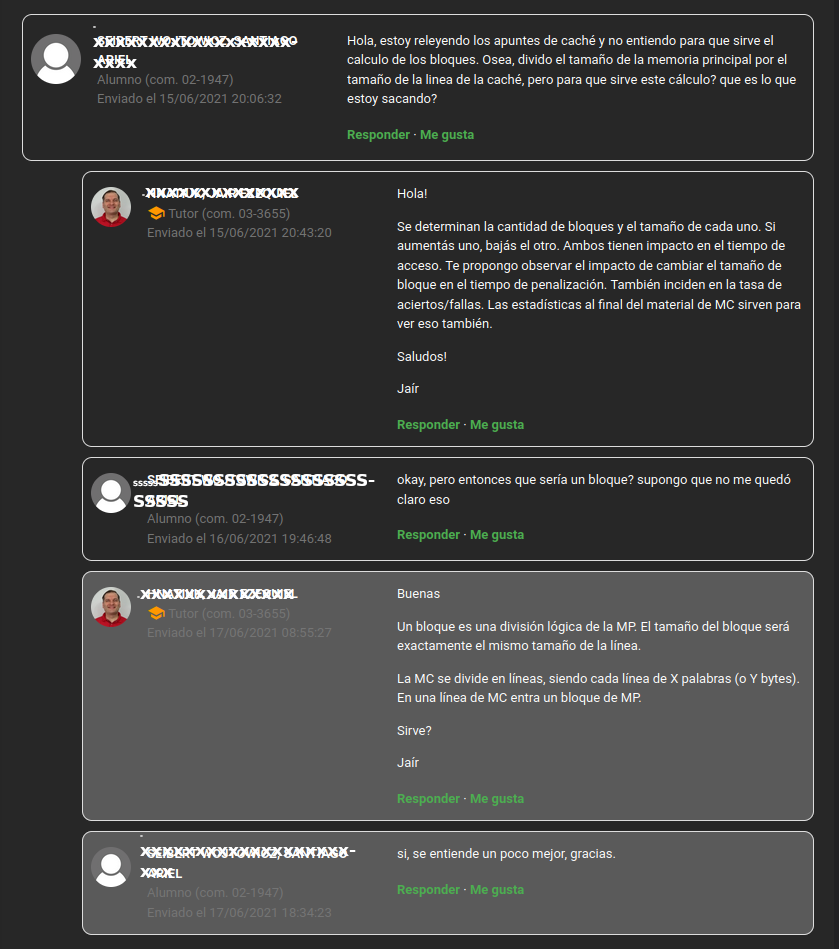 Hola, estoy releyendo los apuntes de caché y no entiendo para que sirve el
calculo de los bloques. Osea, divido el tamaño de la memoria principal por el
tamaño de la linea de la caché, pero para que sirve este cálculo? que es lo que
estoy sacando?
Alumno (com. 02-1947)
Enviado el 15/06/2021 20:06:32
Responder · Me gusta
Tutor (com. 03-3655)
Enviado el 15/06/2021 20:43:20
Hola!
Se determinan la cantidad de bloques y el tamaño de cada uno. Si
aumentás uno, bajás el otro. Ambos tienen impacto en el tiempo de
acceso. Te propongo observar el impacto de cambiar el tamaño de
bloque en el tiempo de penalización. También inciden en la tasa de
aciertos/fallas. Las estadísticas al final del material de MC sirven para
ver eso también.
Saludos!
Jaír
Responder · Me gusta
Alumno (com. 02-1947)
Enviado el 16/06/2021 19:46:48
okay, pero entonces que sería un bloque? supongo que no me quedó
claro eso
Responder · Me gusta
Tutor (com. 03-3655)
Enviado el 17/06/2021 08:55:27
Buenas
Un bloque es una división lógica de la MP. El tamaño del bloque será
exactamente el mismo tamaño de la línea.
La MC se divide en líneas, siendo cada línea de X palabras (o Y bytes).
En una línea de MC entra un bloque de MP.
Sirve?
Jaír
Responder · Me gusta
Alumno (com. 02-1947)
Enviado el 17/06/2021 18:34:23
si, se entiende un poco mejor, gracias.
Responder · Me gusta